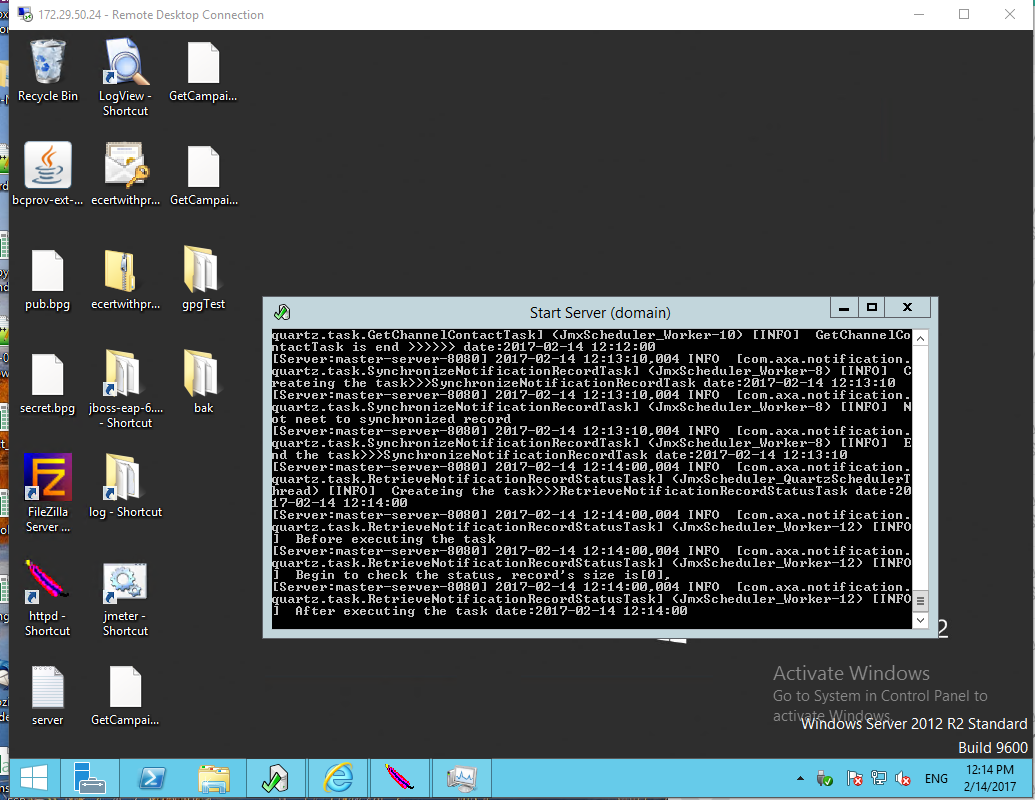 172.29.50.24 - Remote Desktop Connection
Recycle Bin
LogView -
Shortcut
GetCampai...
bcprov-ext-...
ecertwithpr...
GetCampai...
pub.bpg
ecertwithpr...
gpgTest
secret.bpg
jboss-eap-6....
- Shortcut
bak
FileZilla
Server ...
log - Shortcut
httpd -
Shortcut
jmeter -
Shortcut
server
GetCampai...
Start Server (domain)
quartz.task.GetChannelContactTask] (JmxScheduler_Worker-10) [INFO]  GetChannelCo
ntactTask is end >>>>>> date:2017-02-14 12:12:00
[Server:master-server-8080] 2017-02-14 12:13:10,004 INFO  [com.axa.notification.
quartz.task.SynchronizeNotificationRecordTask] (JmxScheduler_Worker-8) [INFO]  C
reateing the task>>>SynchronizeNotificationRecordTask date:2017-02-14 12:13:10
[Server:master-server-8080] 2017-02-14 12:13:10,004 INFO  [com.axa.notification.
quartz.task.SynchronizeNotificationRecordTask] (JmxScheduler_Worker-8) [INFO]  N
ot neet to synchronized record
[Server:master-server-8080] 2017-02-14 12:13:10,004 INFO  [com.axa.notification.
quartz.task.SynchronizeNotificationRecordTask] (JmxScheduler_Worker-8) [INFO]  E
nd the task>>>SynchronizeNotificationRecordTask date:2017-02-14 12:13:10
[Server:master-server-8080] 2017-02-14 12:14:00,004 INFO  [com.axa.notification.
quartz.task.RetrieveNotificationRecordStatusTask] (JmxScheduler_QuartzSchedulerT
hread) [INFO]  Createing the task>>>RetrieveNotificationRecordStatusTask date:20
17-02-14 12:14:00
[Server:master-server-8080] 2017-02-14 12:14:00,004 INFO  [com.axa.notification.
quartz.task.RetrieveNotificationRecordStatusTask] (JmxScheduler_Worker-12) [INFO
]  Before executing the task
[Server:master-server-8080] 2017-02-14 12:14:00,004 INFO  [com.axa.notification.
quartz.task.RetrieveNotificationRecordStatusTask] (JmxScheduler_Worker-12) [INFO
]  Begin to check the status, record's size is[0],
[Server:master-server-8080] 2017-02-14 12:14:00,004 INFO  [com.axa.notification.
quartz.task.RetrieveNotificationRecordStatusTask] (JmxScheduler_Worker-12) [INFO
]  After executing the task date:2017-02-14 12:14:00
2
Activate Windows
Go to System in Control Panel to
activate Windows.
Windows Server 2012 R2 Standard
Build 9600
ENG
12:14 PM
2/14/2017